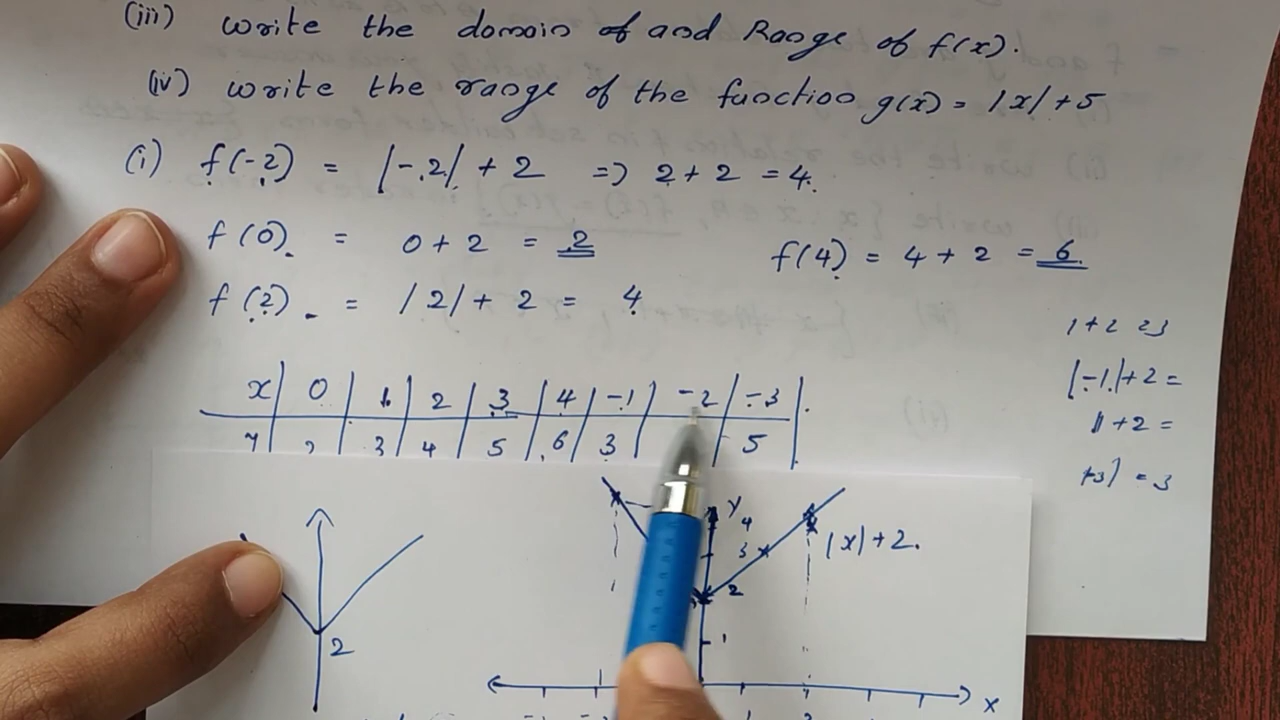 (iii) write the domain of and Range of f(x).
(iv) write the range of the function g(x) = |x| + 5
(i) f(-2) = |-2| + 2 => 2 + 2 = 4.
f(0) = 0 + 2 = 2
f(4) = 4 + 2 = 6
f(2) = |2| + 2 = 4
1 + 2 = 3
|-1| + 2 =
1 + 2 =
x 0 1 2 3 4 -1 -2 -3
y 2 3 4 5 6 3 5
= 3
y
4
3
|x| + 2.
2
2
1
x